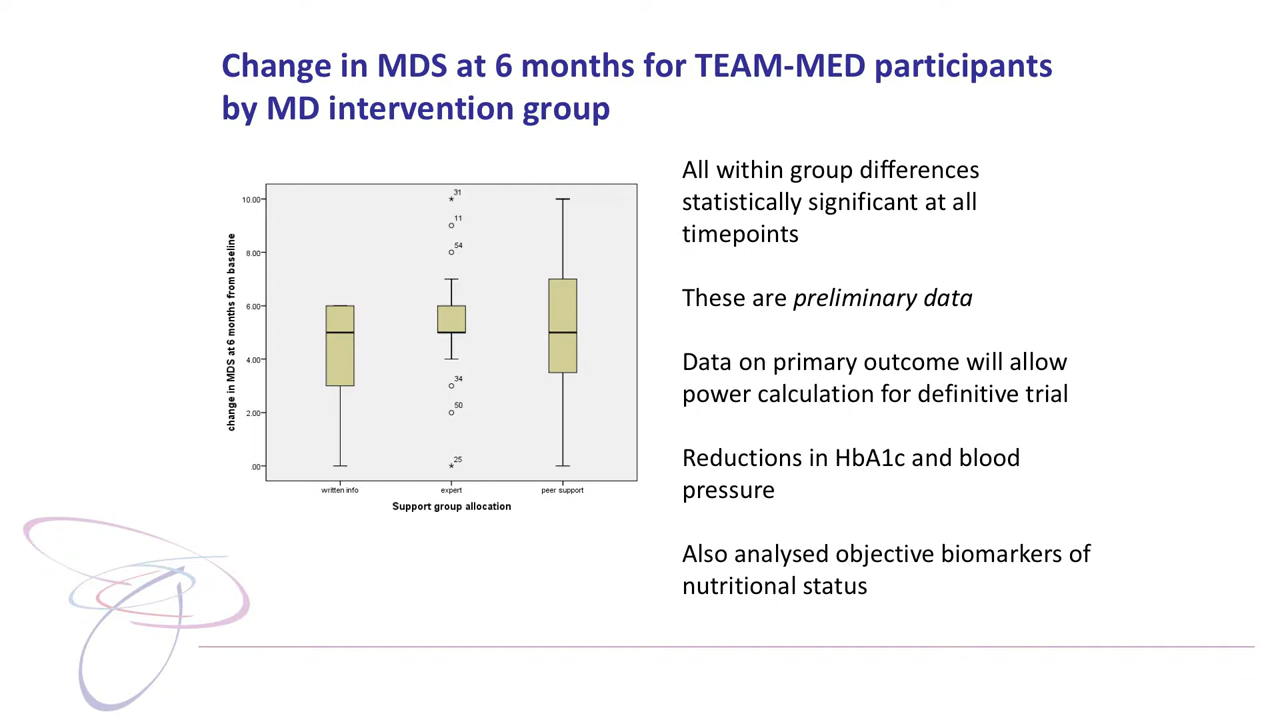 Change in MDS at 6 months for TEAM-MED participants
by MD intervention group
All within group differences
statistically significant at all
timepoints
These are preliminary data
Data on primary outcome will allow
power calculation for definitive trial
Reductions in HbA1c and blood
pressure
Also analysed objective biomarkers of
nutritional status
change in MDS at 6 months from baseline
10.00
8.00
6.00
4.00
2.00
.00
31
11
54
34
50
25
written info
expert
peer support
Support group allocation